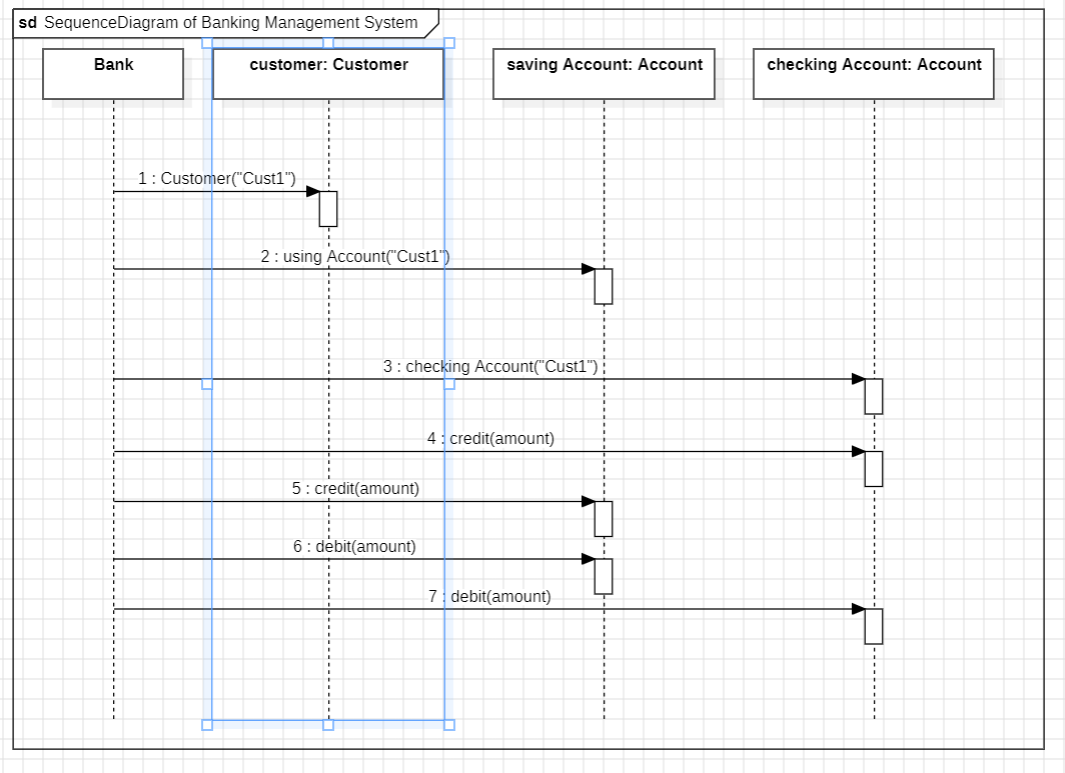 sd SequenceDiagram of Banking Management System
Bank
customer: Customer
saving Account: Account
checking Account: Account
1 : Customer("Cust1")
2 : using Account("Cust1")
3 : checking Account("Cust1")
4 : credit(amount)
5 : credit(amount)
6 : debit(amount)
7 : debit(amount)